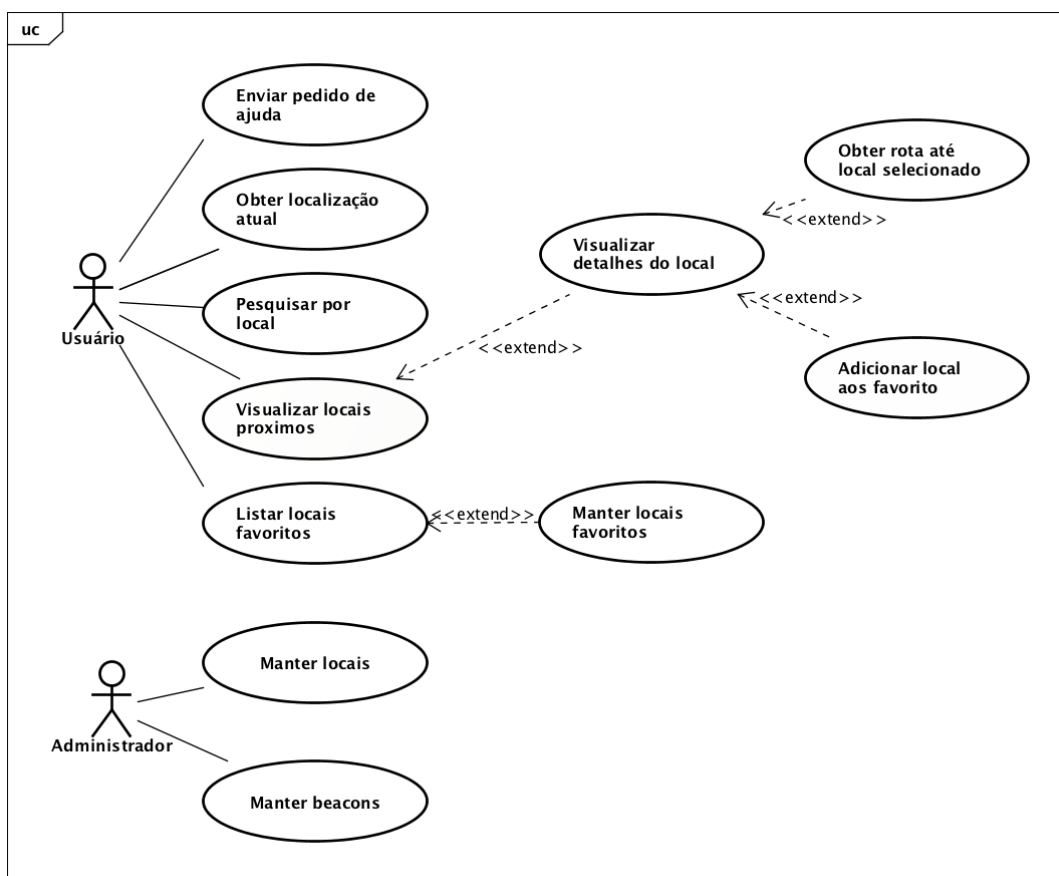 uc
Enviar pedido de
ajuda
Obter localização
atual
Pesquisar por
local
Visualizar locais
proximos
Listar locais
favoritos
Usuário
Visualizar
detalhes do local
<<extend>>
Obter rota até
local selecionado
<<extend>>
<<extend>>
Adicionar local
aos favorito
<<extend>>
Manter locais
favoritos
Manter locais
Administrador
Manter beacons